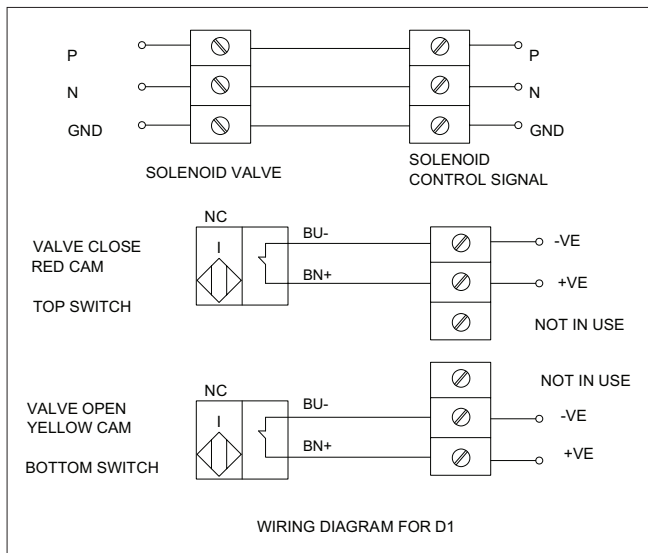 P
P
N
N
GND
GND
SOLENOID VALVE
SOLENOID
CONTROL SIGNAL
NC
I
BU-
BN+
VALVE CLOSE
RED CAM
TOP SWITCH
-VE
+VE
NOT IN USE
NC
I
BU-
BN+
VALVE OPEN
YELLOW CAM
BOTTOM SWITCH
NOT IN USE
-VE
+VE
WIRING DIAGRAM FOR D1